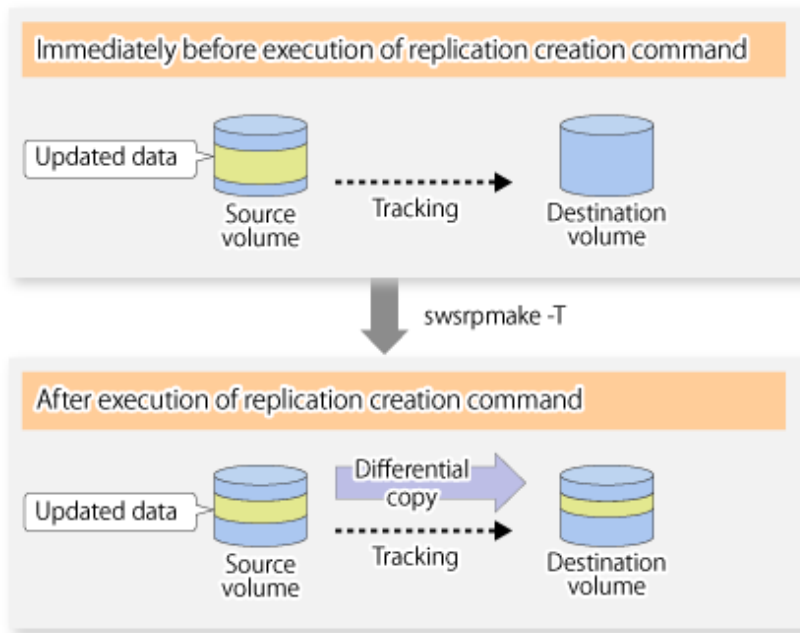 Immediately before execution of replication creation command
Updated data
Tracking
Source
volume
Destination
volume
swsrpmake -T
After execution of replication creation command
Updated data
Differential
copy
Tracking
Source
volume
Destination
volume